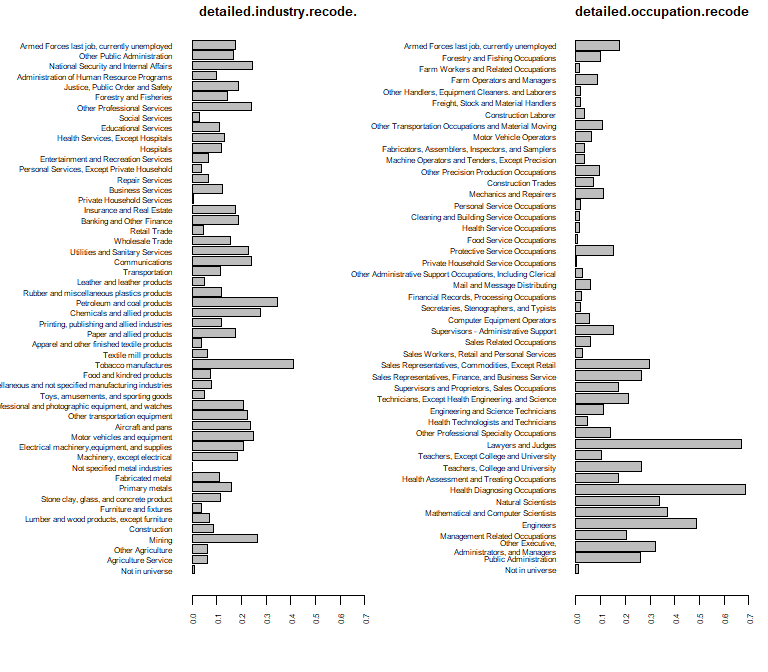 detailed.industry.recode.
Armed Forces last job, currently unemployed
Other Public Administration
National Security and Internal Affairs
Administration of Human Resource Programs
Justice, Public Order and Safety
Forestry and Fisheries
Other Professional Services
Social Services
Educational Services
Health Services, Except Hospitals
Hospitals
Entertainment and Recreation Services
Personal Services, Except Private Household
Repair Services
Business Services
Private Household Services
Insurance and Real Estate
Banking and Other Finance
Retail Trade
Wholesale Trade
Utilities and Sanitary Services
Communications
Transportation
Leather and leather products
Rubber and miscellaneous plastics products
Petroleum and coal products
Chemicals and allied products
Printing, publishing and allied industries
Paper and allied products
Apparel and other finished textile products
Textile mill products
Tobacco manufactures
Food and kindred products
ellaneous and not specified manufacturing industries
Toys, amusements, and sporting goods
fessional and photographic equipment, and watches
Other transportation equipment
Aircraft and pans
Motor vehicles and equipment
Electrical machinery,equipment, and supplies
Machinery, except electrical
Not specified metal industries
Fabricated metal
Primary metals
Stone clay, glass, and concrete product
Furniture and fixtures
Lumber and wood products, except furniture
Construction
Mining
Other Agriculture
Agriculture Service
Not in universe
0.0
0.1
0.2
0.3
0.4
0.5
0.6
0.7
detailed.occupation.recode
Armed Forces last job, currently unemployed
Forestry and Fishing Occupations
Farm Workers and Related Occupations
Farm Operators and Managers
Other Handlers, Equipment Cleaners, and Laborers
Freight, Stock and Material Handlers
Construction Laborer
Other Transportation Occupations and Material Moving
Motor Vehicle Operators
Fabricators, Assemblers, Inspectors, and Samplers
Machine Operators and Tenders, Except Precision
Other Precision Production Occupations
Construction Trades
Mechanics and Repairers
Personal Service Occupations
Cleaning and Building Service Occupations
Health Service Occupations
Food Service Occupations
Protective Service Occupations
Private Household Service Occupations
Other Administrative Support Occupations, Including Clerical
Mail and Message Distributing
Financial Records, Processing Occupations
Secretaries, Stenographers, and Typists
Computer Equipment Operators
Supervisors - Administrative Support
Sales Related Occupations
Sales Workers, Retail and Personal Services
Sales Representatives, Commodities, Except Retail
Sales Representatives, Finance, and Business Service
Supervisors and Proprietors, Sales Occupations
Technicians, Except Health Engineering, and Science
Engineering and Science Technicians
Health Technologists and Technicians
Other Professional Specialty Occupations
Lawyers and Judges
Teachers, Except College and University
Teachers, College and University
Health Assessment and Treating Occupations
Health Diagnosing Occupations
Natural Scientists
Mathematical and Computer Scientists
Engineers
Management Related Occupations
Other Executive,
Administrators, and Managers
Public Administration
Not in universe
0.0
0.1
0.2
0.3
0.4
0.5
0.6
0.7